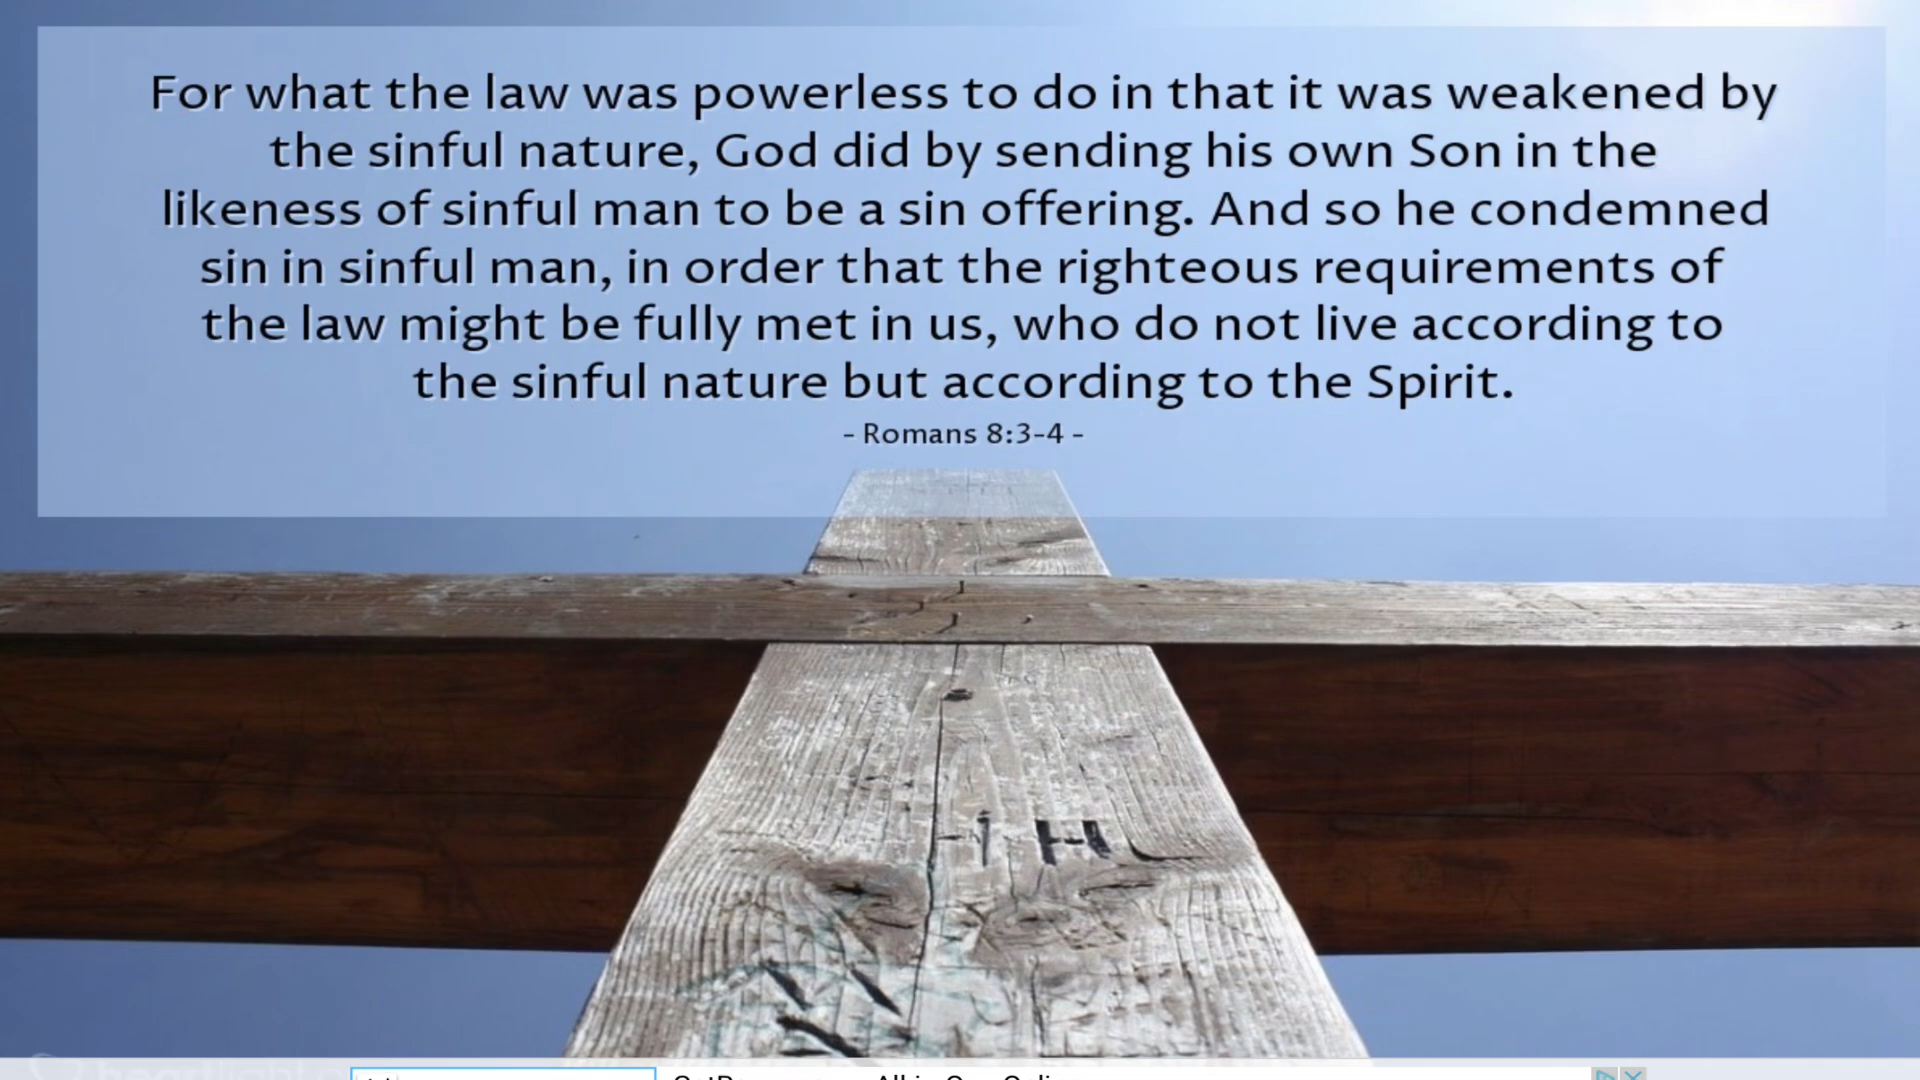 For what the law was powerless to do in that it was weakened by
the sinful nature, God did by sending his own Son in the
likeness of sinful man to be a sin offering. And so he condemned
sin in sinful man, in order that the righteous requirements of
the law might be fully met in us, who do not live according to
the sinful nature but according to the Spirit.
- Romans 8:3-4 -
H